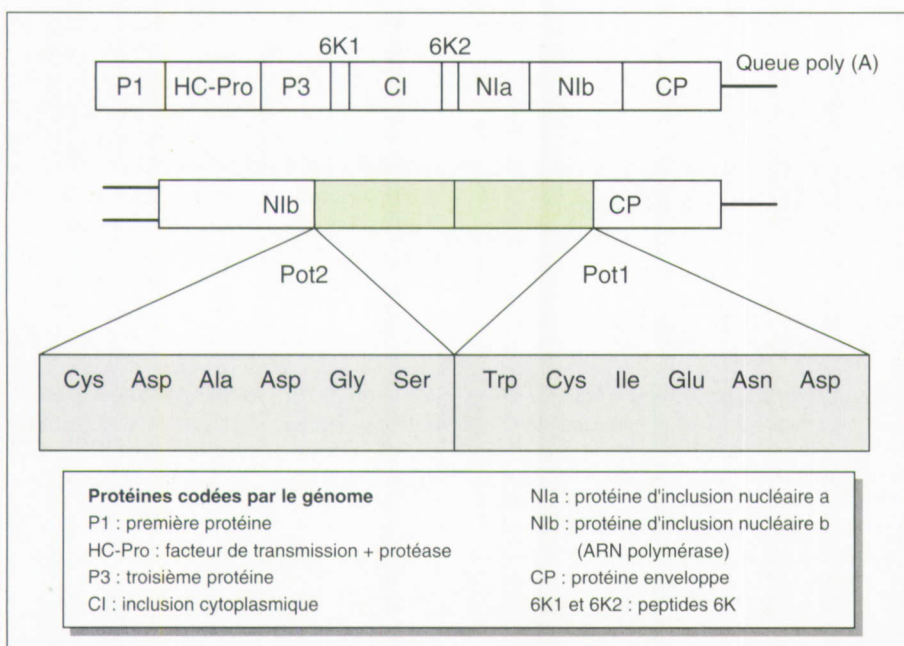 6K1 6K2
P1 HC-Pro P3 CI NIa NIb CP Queue poly (A)
NIb CP
Pot2 Pot1
Cys Asp Ala Asp Gly Ser Trp Cys Ile Glu Asn Asp
Protéines codées par le génome
P1 : première protéine
HC-Pro : facteur de transmission + protéase
P3 : troisième protéine
CI : inclusion cytoplasmique
NIa : protéine d'inclusion nucléaire a
NIb : protéine d'inclusion nucléaire b
(ARN polymérase)
CP : protéine enveloppe
6K1 et 6K2 : peptides 6K